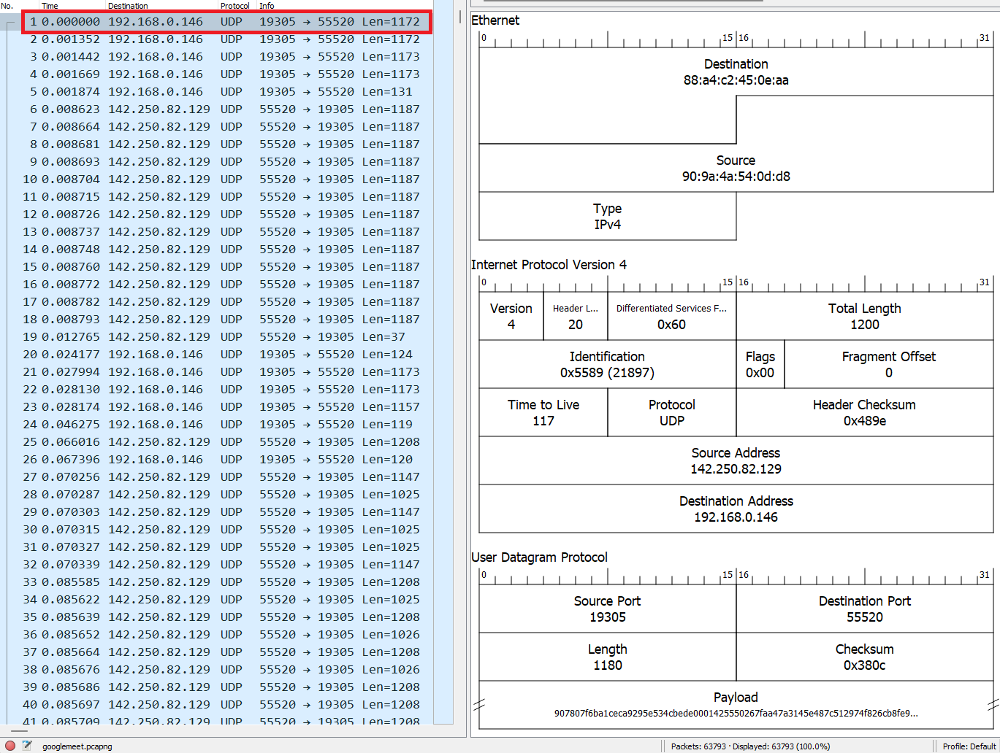 No. Time Destination Protocol Info
1 0.000000 192.168.0.146 UDP 19305 → 55520 Len=1172
2 0.001352 192.168.0.146 UDP 19305 → 55520 Len=1172
3 0.001442 192.168.0.146 UDP 19305 → 55520 Len=1173
4 0.001669 192.168.0.146 UDP 19305 → 55520 Len=1173
5 0.001874 192.168.0.146 UDP 19305 → 55520 Len=131
6 0.008623 142.250.82.129 UDP 55520 → 19305 Len=1187
7 0.008664 142.250.82.129 UDP 55520 → 19305 Len=1187
8 0.008681 142.250.82.129 UDP 55520 → 19305 Len=1187
9 0.008693 142.250.82.129 UDP 55520 → 19305 Len=1187
10 0.008704 142.250.82.129 UDP 55520 → 19305 Len=1187
11 0.008715 142.250.82.129 UDP 55520 → 19305 Len=1187
12 0.008726 142.250.82.129 UDP 55520 → 19305 Len=1187
13 0.008737 142.250.82.129 UDP 55520 → 19305 Len=1187
14 0.008748 142.250.82.129 UDP 55520 → 19305 Len=1187
15 0.008760 142.250.82.129 UDP 55520 → 19305 Len=1187
16 0.008772 142.250.82.129 UDP 55520 → 19305 Len=1187
17 0.008782 142.250.82.129 UDP 55520 → 19305 Len=1187
18 0.008793 142.250.82.129 UDP 55520 → 19305 Len=1187
19 0.012765 142.250.82.129 UDP 55520 → 19305 Len=37
20 0.024177 192.168.0.146 UDP 19305 → 55520 Len=124
21 0.027994 192.168.0.146 UDP 19305 → 55520 Len=1173
22 0.028130 192.168.0.146 UDP 19305 → 55520 Len=1173
23 0.028174 192.168.0.146 UDP 19305 → 55520 Len=1157
24 0.046275 192.168.0.146 UDP 19305 → 55520 Len=119
25 0.066016 142.250.82.129 UDP 55520 → 19305 Len=1208
26 0.067396 192.168.0.146 UDP 19305 → 55520 Len=120
27 0.070256 142.250.82.129 UDP 55520 → 19305 Len=1147
28 0.070287 142.250.82.129 UDP 55520 → 19305 Len=1025
29 0.070303 142.250.82.129 UDP 55520 → 19305 Len=1147
30 0.070315 142.250.82.129 UDP 55520 → 19305 Len=1025
31 0.070327 142.250.82.129 UDP 55520 → 19305 Len=1025
32 0.070339 142.250.82.129 UDP 55520 → 19305 Len=1147
33 0.085585 142.250.82.129 UDP 55520 → 19305 Len=1208
34 0.085622 142.250.82.129 UDP 55520 → 19305 Len=1025
35 0.085639 142.250.82.129 UDP 55520 → 19305 Len=1208
36 0.085652 142.250.82.129 UDP 55520 → 19305 Len=1026
37 0.085664 142.250.82.129 UDP 55520 → 19305 Len=1208
38 0.085676 142.250.82.129 UDP 55520 → 19305 Len=1026
39 0.085686 142.250.82.129 UDP 55520 → 19305 Len=1208
40 0.085697 142.250.82.129 UDP 55520 → 19305 Len=1208
41 0.085709 142.250.82.129 UDP 55520 → 19305 Len=1208
Ethernet
0 15 16 31
Destination
88:a4:c2:45:0e:aa
Source
90:9a:4a:54:0d:d8
Type
IPv4
Internet Protocol Version 4
0 15 16 31
Version Header L... Differentiated Services F... Total Length
4 20 0x60 1200
Identification Flags Fragment Offset
0x5589 (21897) 0x00 0
Time to Live Protocol Header Checksum
117 UDP 0x489e
Source Address
142.250.82.129
Destination Address
192.168.0.146
User Datagram Protocol
0 15 16 31
Source Port Destination Port
19305 55520
Length Checksum
1180 0x380c
Payload
907807f6ba1ceca9295e534cbede0001425550267faa47a3145e487c512974f826cb8fe9...
googlemeet.pcapng Packets: 63793 · Displayed: 63793 (100.0%) Profile: Default